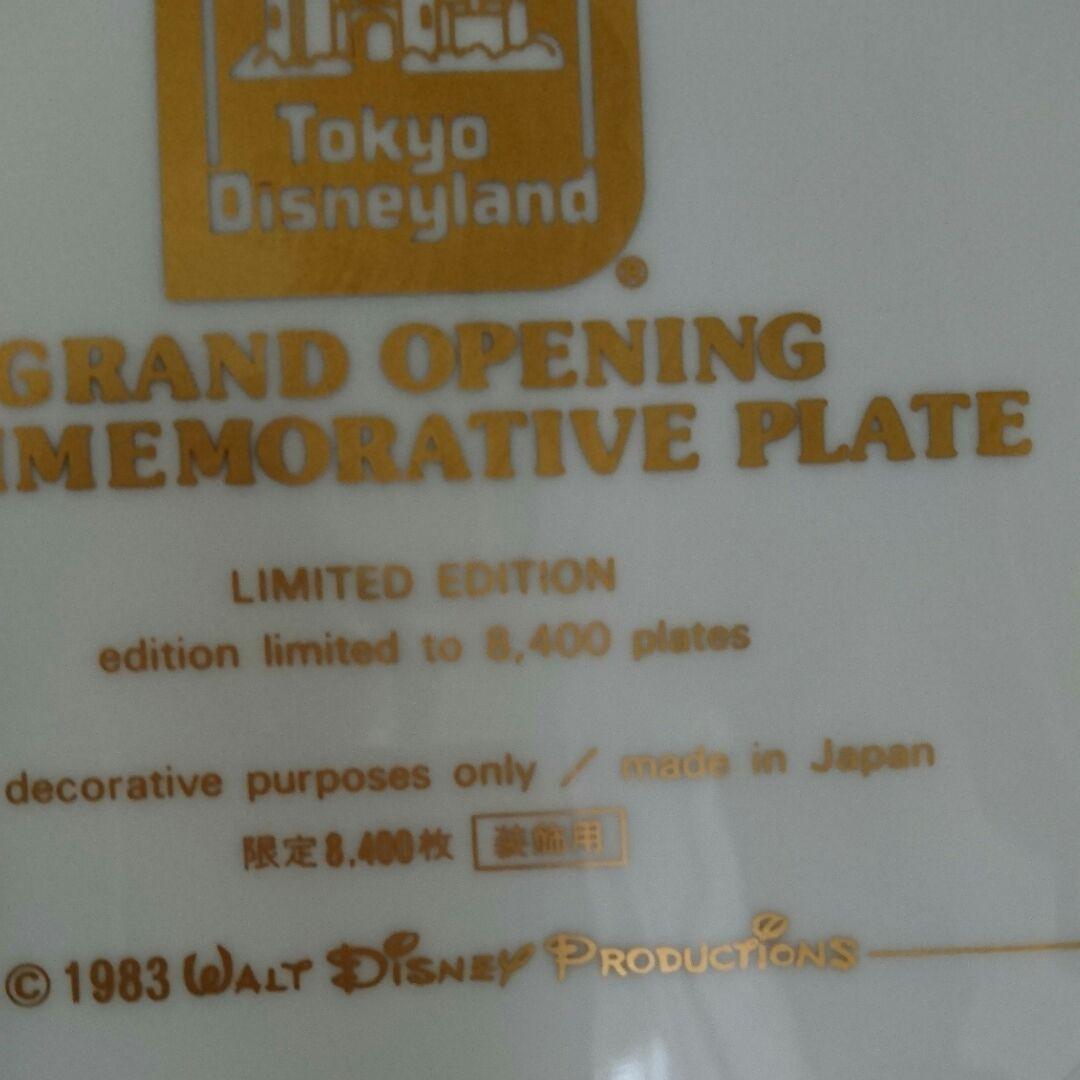 Tokyo
Disneyland
®
GRAND OPENING
MMEMORATIVE PLATE
LIMITED EDITION
edition limited to 8,400 plates
decorative purposes only / made in Japan
限定8,400枚 装飾用
© 1983 WALT DISNEY PRODUCTIONS